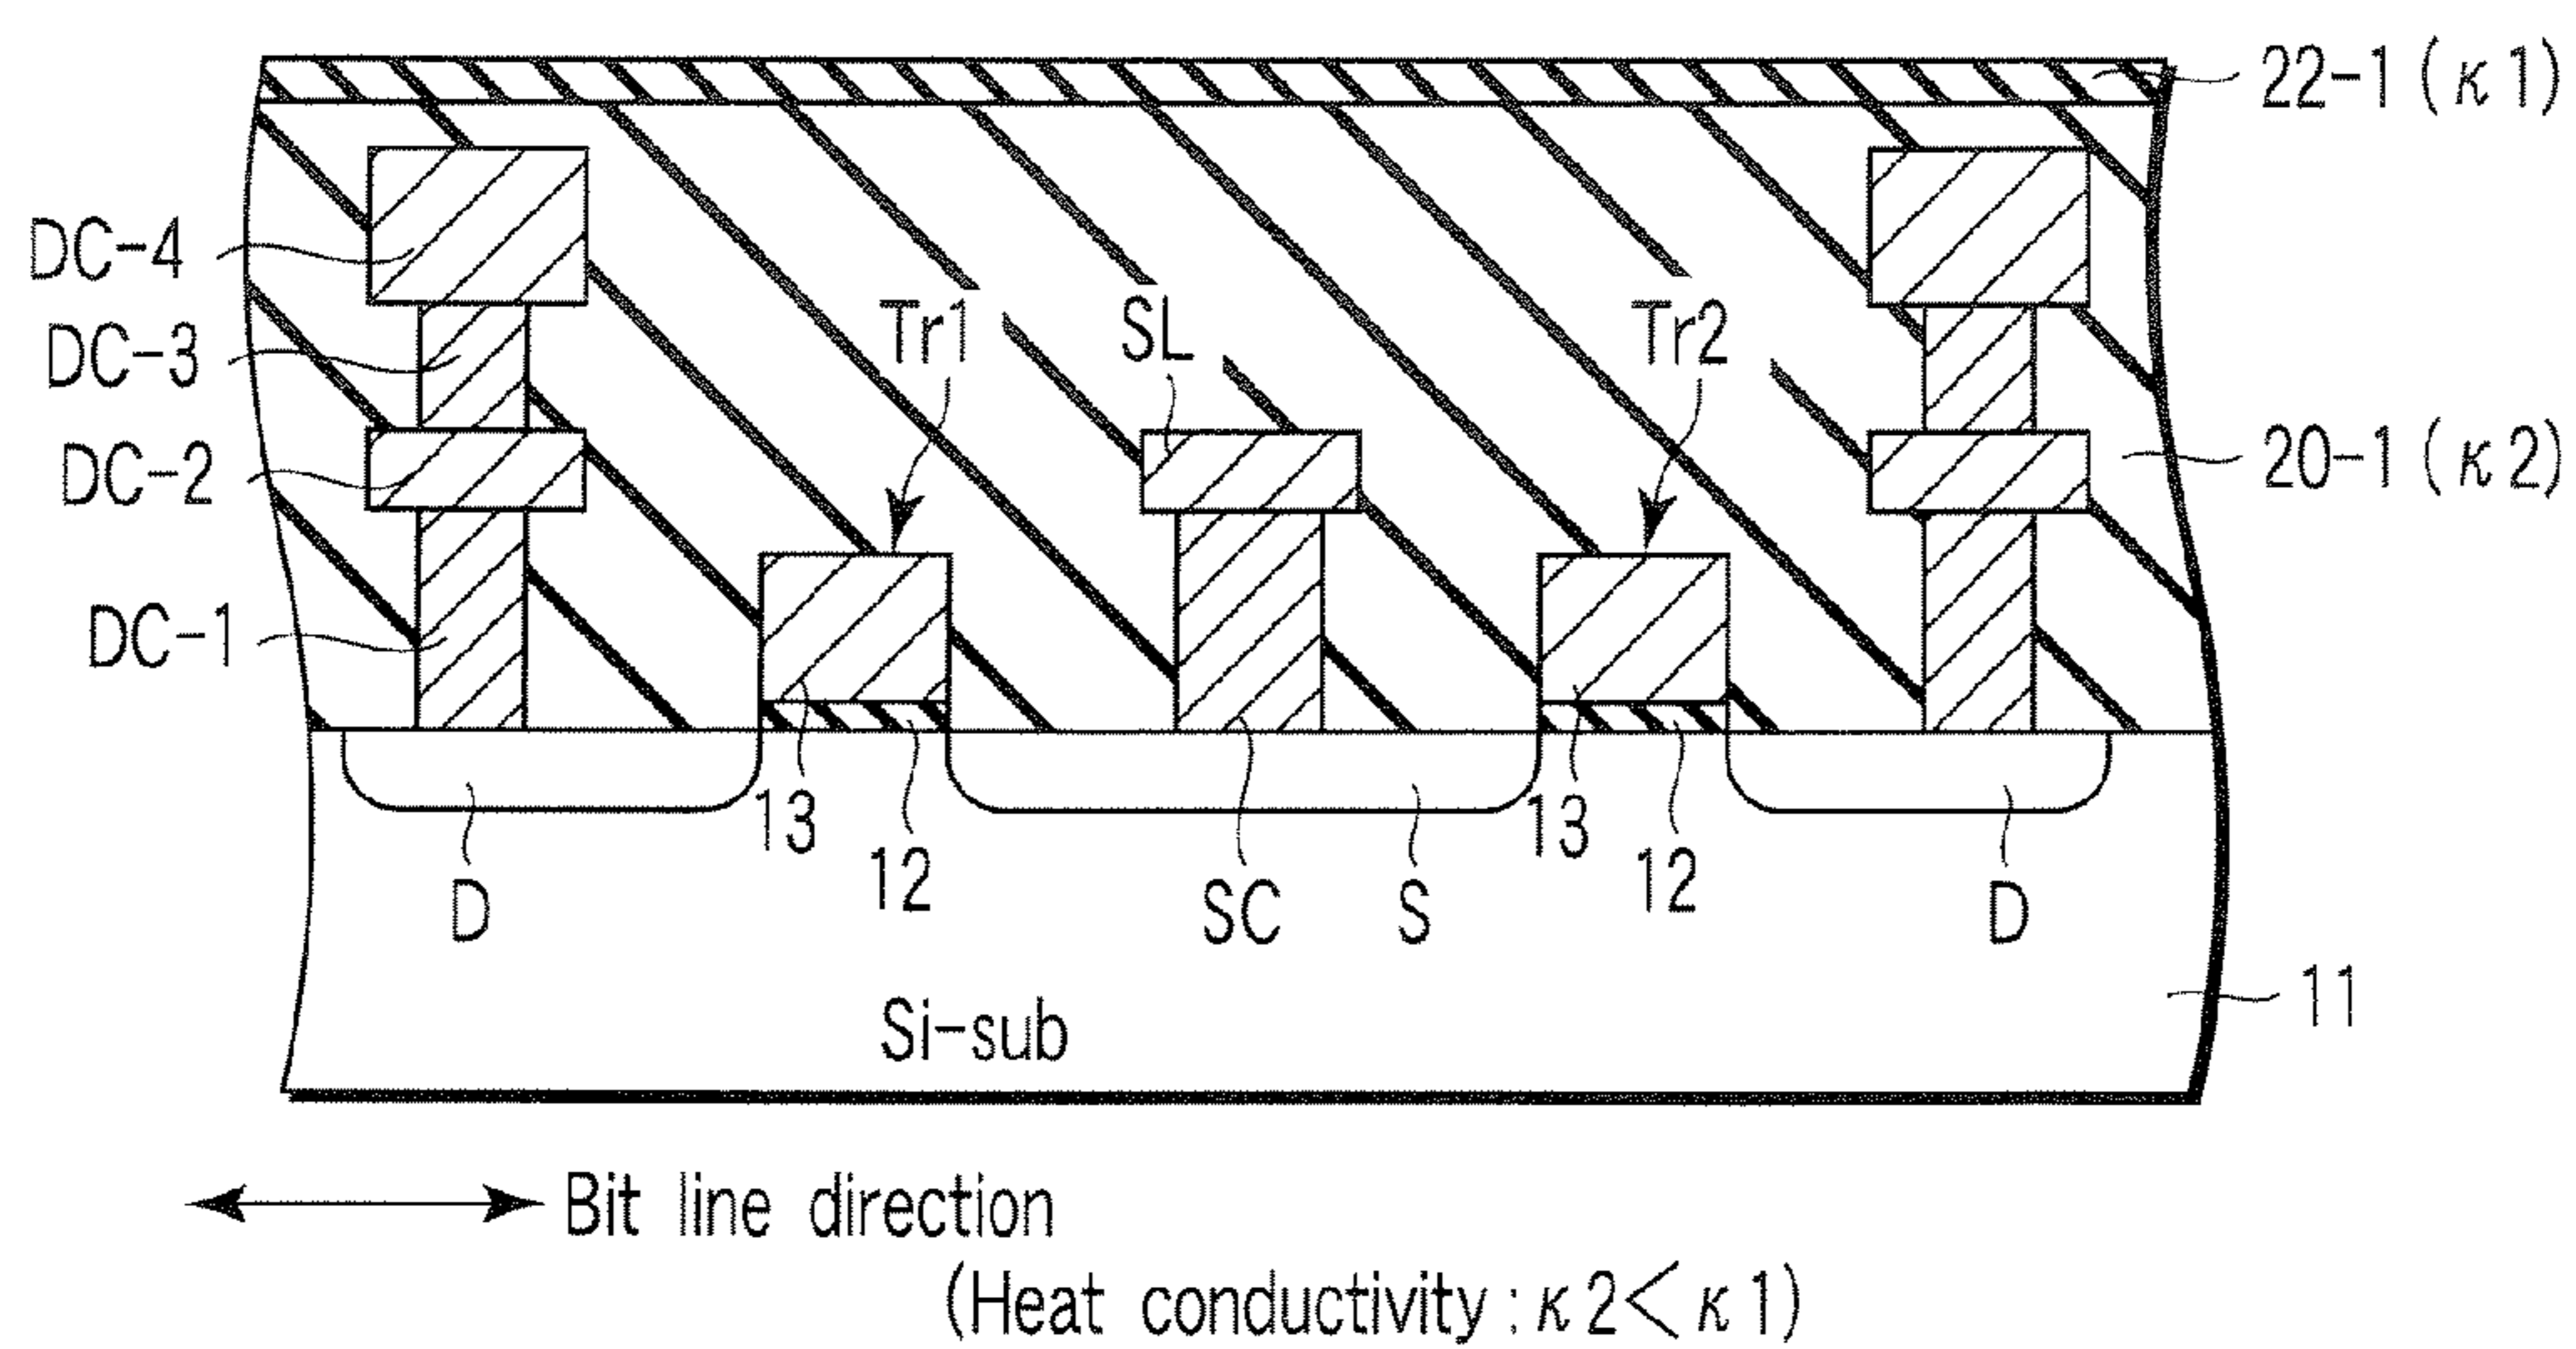 22-1 (κ1)
DC-4
Tr1
SL
Tr2
DC-3
DC-2
20-1 (κ2)
DC-1
13
12
13
12
D
SC
S
D
11
Si-sub
Bit line direction
(Heat conductivity : κ2<κ1)